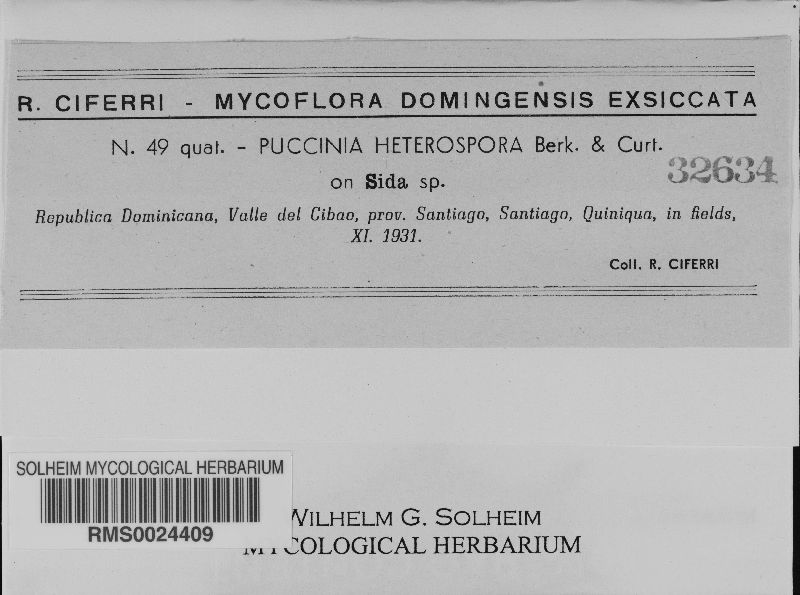 R. CIFERRI - MYCOFLORA DOMINGENSIS EXSICCATA
N. 49 quat. - PUCCINIA HETEROSPORA Berk. & Curt.
32634
on Sida sp.
Republica Dominicana, Valle del Cibao, prov. Santiago, Santiago, Quiniqua, in fields,
XI. 1931.
Coll. R. CIFERRI
SOLHEIM MYCOLOGICAL HERBARIUM
RMS0024409
WILHELM G. SOLHEIM
MYCOLOGICAL HERBARIUM